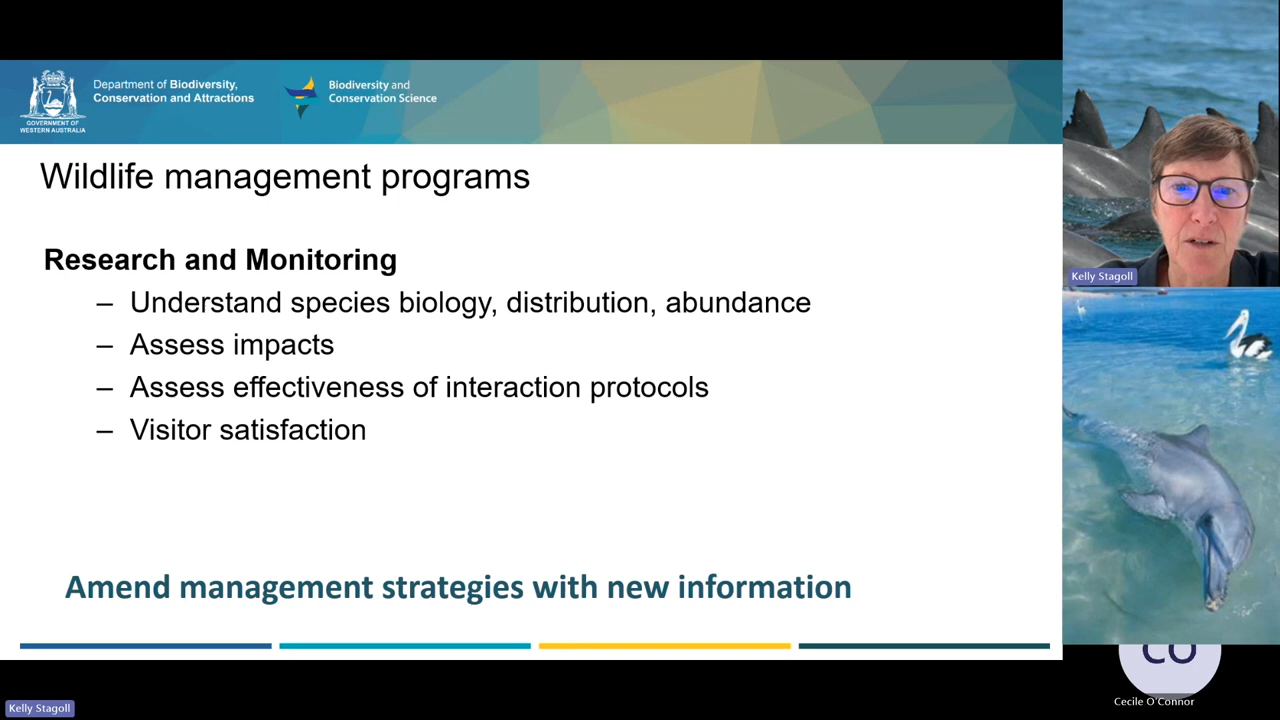 Department of Biodiversity,
Conservation and Attractions
GOVERNMENT OF
WESTERN AUSTRALIA
Biodiversity and
Conservation Science
Wildlife management programs
Research and Monitoring
– Understand species biology, distribution, abundance
– Assess impacts
– Assess effectiveness of interaction protocols
– Visitor satisfaction
Amend management strategies with new information
Kelly Stagoll
CO
Cecile O'Connor
Kelly Stagoll